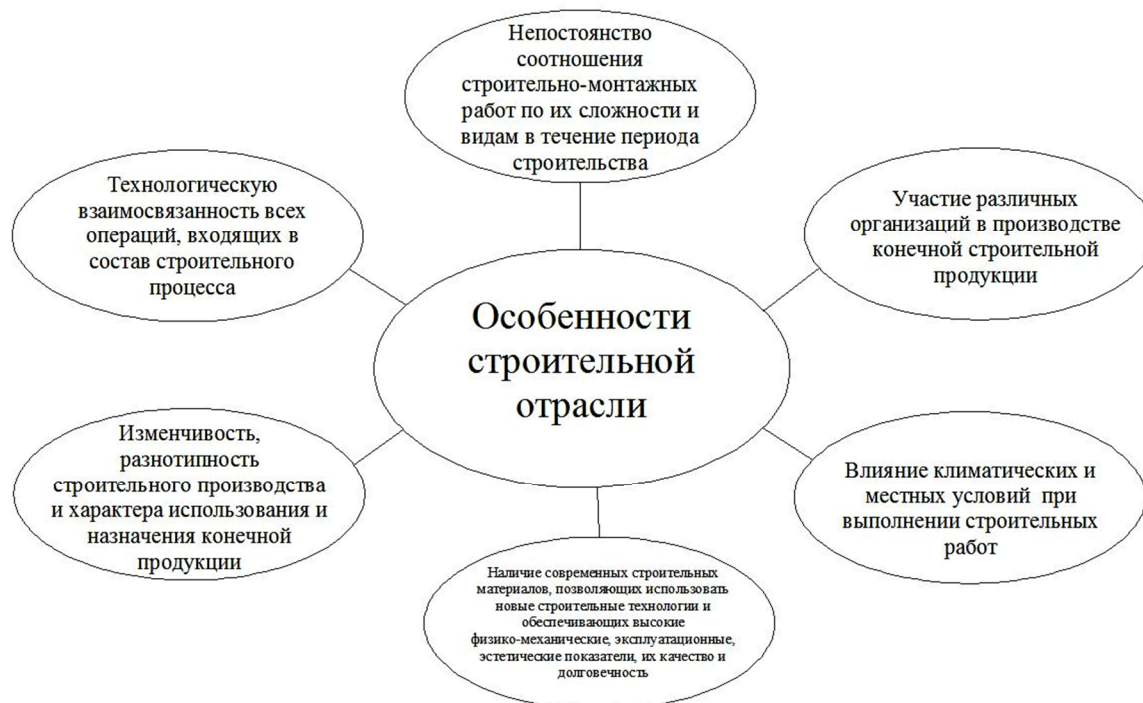 Непостоянство
соотношения
строительно-монтажных
работ по их сложности и
видам в течение периода
строительства
Технологическую
взаимосвязанность всех
операций, входящих в
состав строительного
процесса
Участие различных
организаций в производстве
конечной строительной
продукции
Особенности
строительной
отрасли
Изменчивость,
разнотипность
строительного производства
и характера использования и
назначения конечной
продукции
Влияние климатических и
местных условий при
выполнении строительных
работ
Наличие современных строительных
материалов, позволяющих использовать
новые строительные технологии и
обеспечивающих высокие
физико-механические, эксплуатационные,
эстетические показатели, их качество и
долговечность